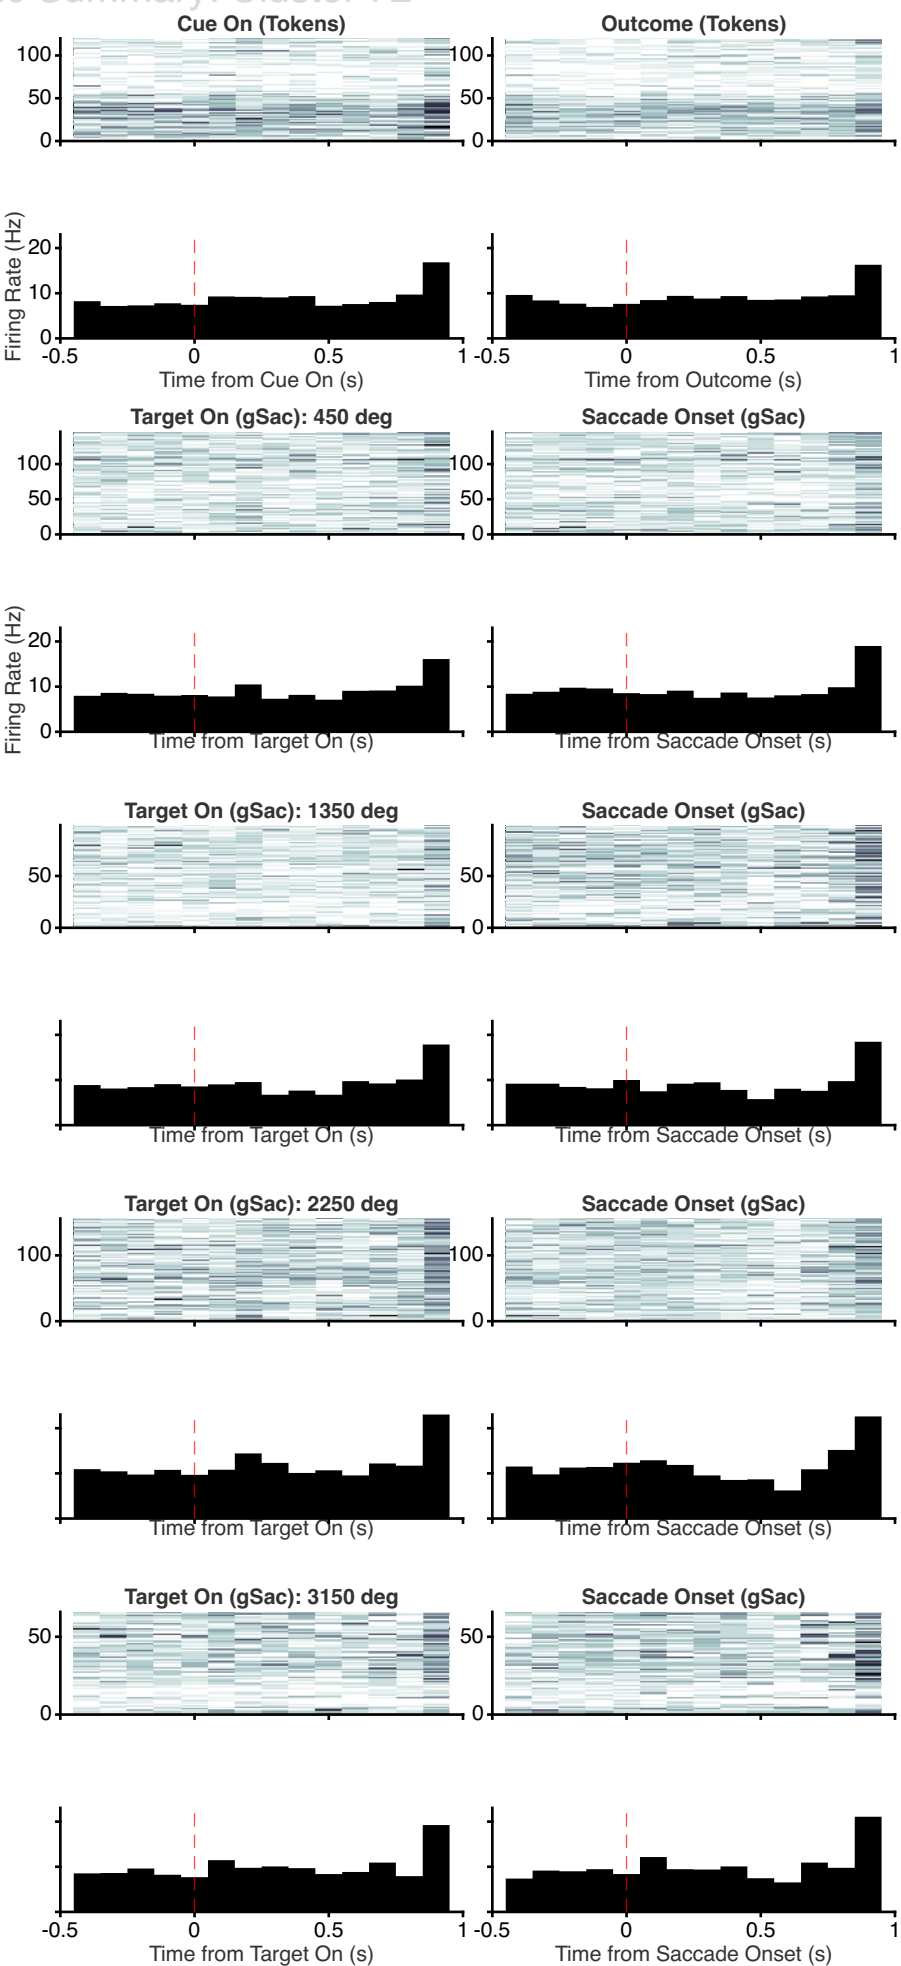 Summary: Cluster 72
Cue On (Tokens) Outcome (Tokens)
100 100
50 50
0 0
Firing Rate (Hz)
20
10
0
-0.5 0 0.5 1 -0.5 0 0.5 1
Time from Cue On (s) Time from Outcome (s)
Target On (gSac): 450 deg Saccade Onset (gSac)
100 100
50 50
0 0
Firing Rate (Hz)
20
10
0
Time from Target On (s) Time from Saccade Onset (s)
Target On (gSac): 1350 deg Saccade Onset (gSac)
50 50
0 0
Time from Target On (s) Time from Saccade Onset (s)
Target On (gSac): 2250 deg Saccade Onset (gSac)
100 100
0 0
Time from Target On (s) Time from Saccade Onset (s)
Target On (gSac): 3150 deg Saccade Onset (gSac)
50 50
0 0
-0.5 0 0.5 1 -0.5 0 0.5 1
Time from Target On (s) Time from Saccade Onset (s)